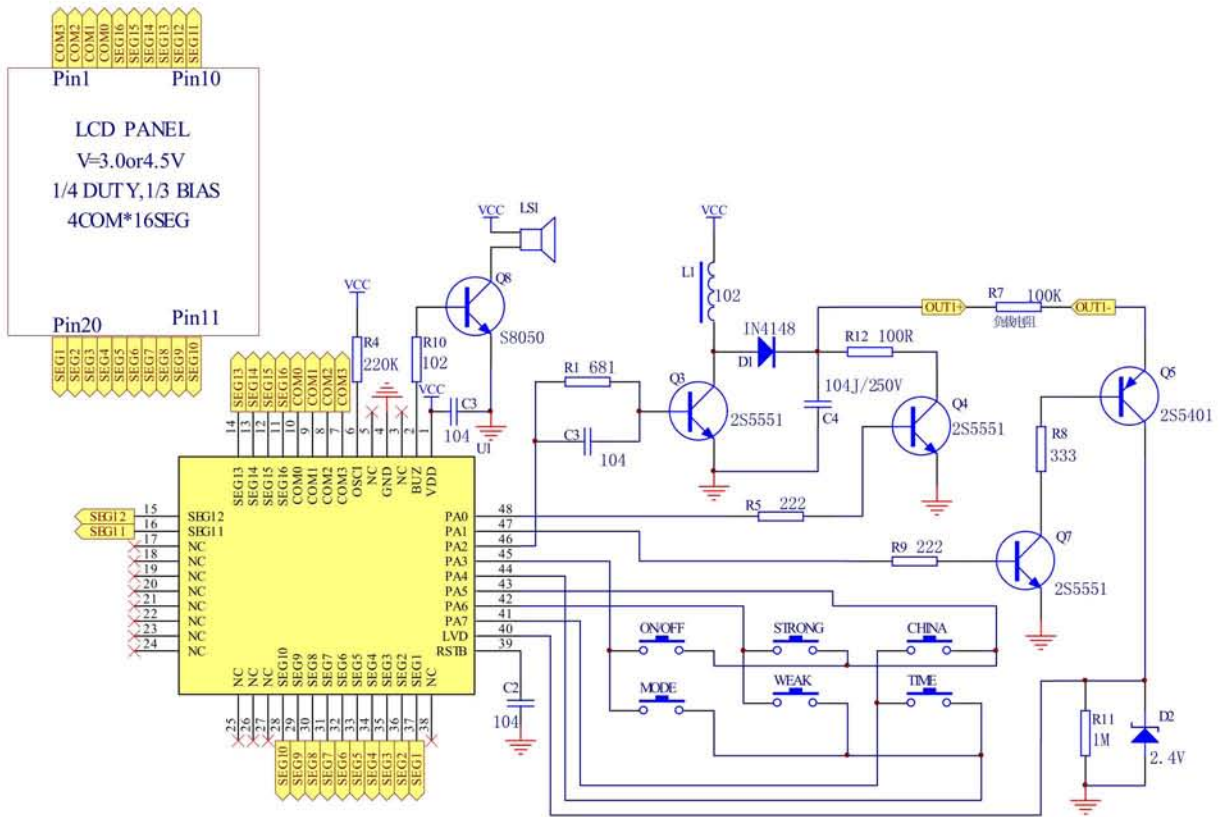 COM3
COM2
COM1
COM0
SEG16
SEG15
SEG14
SEG13
SEG12
SEG11
Pin1
Pin10
LCD PANEL
V=3.0or4.5V
1/4 DUTY,1/3 BIAS
4COM*16SEG
Pin20
Pin11
SEG1
SEG2
SEG3
SEG4
SEG5
SEG6
SEG7
SEG8
SEG9
SEG10
VCC
LS1
Q8
S8050
VCC
R4
220K
R10
102
VCC
C3
104
U1
SEG13
SEG14
SEG15
SEG16
COM0
COM1
COM2
COM3
14
13
12
11
10
9
8
7
6
5
4
3
2
1
SEG13
SEG14
SEG15
SEG16
COM0
COM1
COM2
COM3
OSCI
NC
GND
NC
BUZ
VDD
SEG12
SEG11
15
16
17
18
19
20
21
22
23
24
SEG12
SEG11
NC
NC
NC
NC
NC
NC
NC
NC
PA0
PA1
PA2
PA3
PA4
PA5
PA6
PA7
LVD
RSTB
48
47
46
45
44
43
42
41
40
39
NC
NC
NC
SEG10
SEG9
SEG8
SEG7
SEG6
SEG5
SEG4
SEG3
SEG2
SEG1
NC
25
26
27
28
29
30
31
32
33
34
35
36
37
38
SEG10
SEG9
SEG8
SEG7
SEG6
SEG5
SEG4
SEG3
SEG2
SEG1
C2
104
R1 681
C3
104
VCC
L1
102
Q3
2S5551
IN4148
D1
104J/250V
C4
R12 100R
Q4
2S5551
OUT1+
R7 100K
负载电阻
OUT1-
Q5
2S5401
R8
333
R5 222
R9 222
Q7
2S5551
ON/OFF
STRONG
CHINA
MODE
WEAK
TIME
R11
1M
D2
2.4V